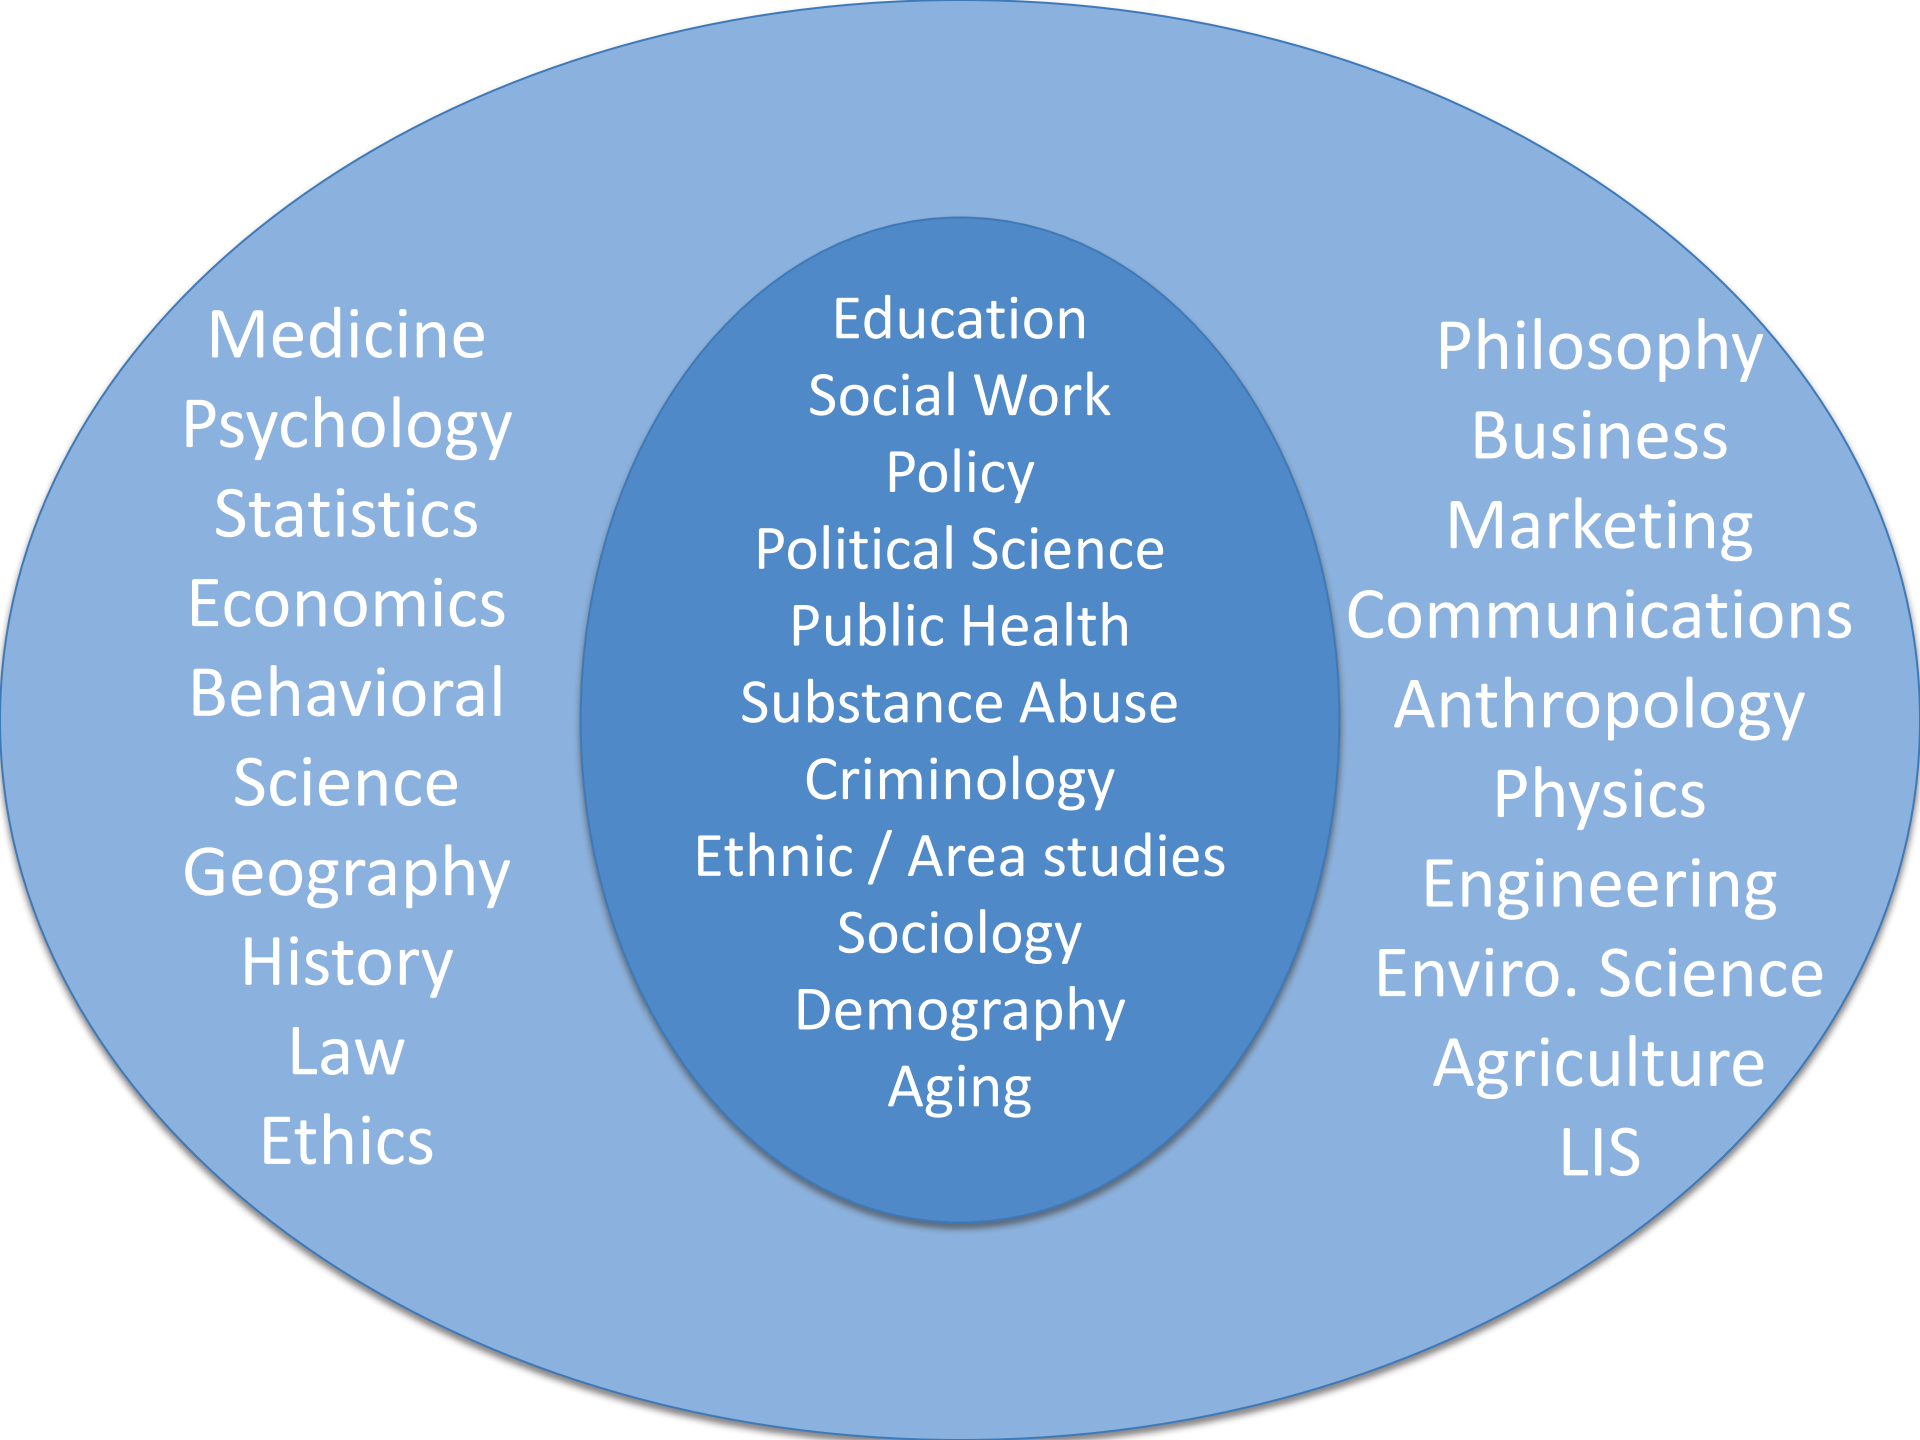 Medicine
Psychology
Statistics
Economics
Behavioral
Science
Geography
History
Law
Ethics
Education
Social Work
Policy
Political Science
Public Health
Substance Abuse
Criminology
Ethnic / Area studies
Sociology
Demography
Aging
Philosophy
Business
Marketing
Communications
Anthropology
Physics
Engineering
Enviro. Science
Agriculture
LIS